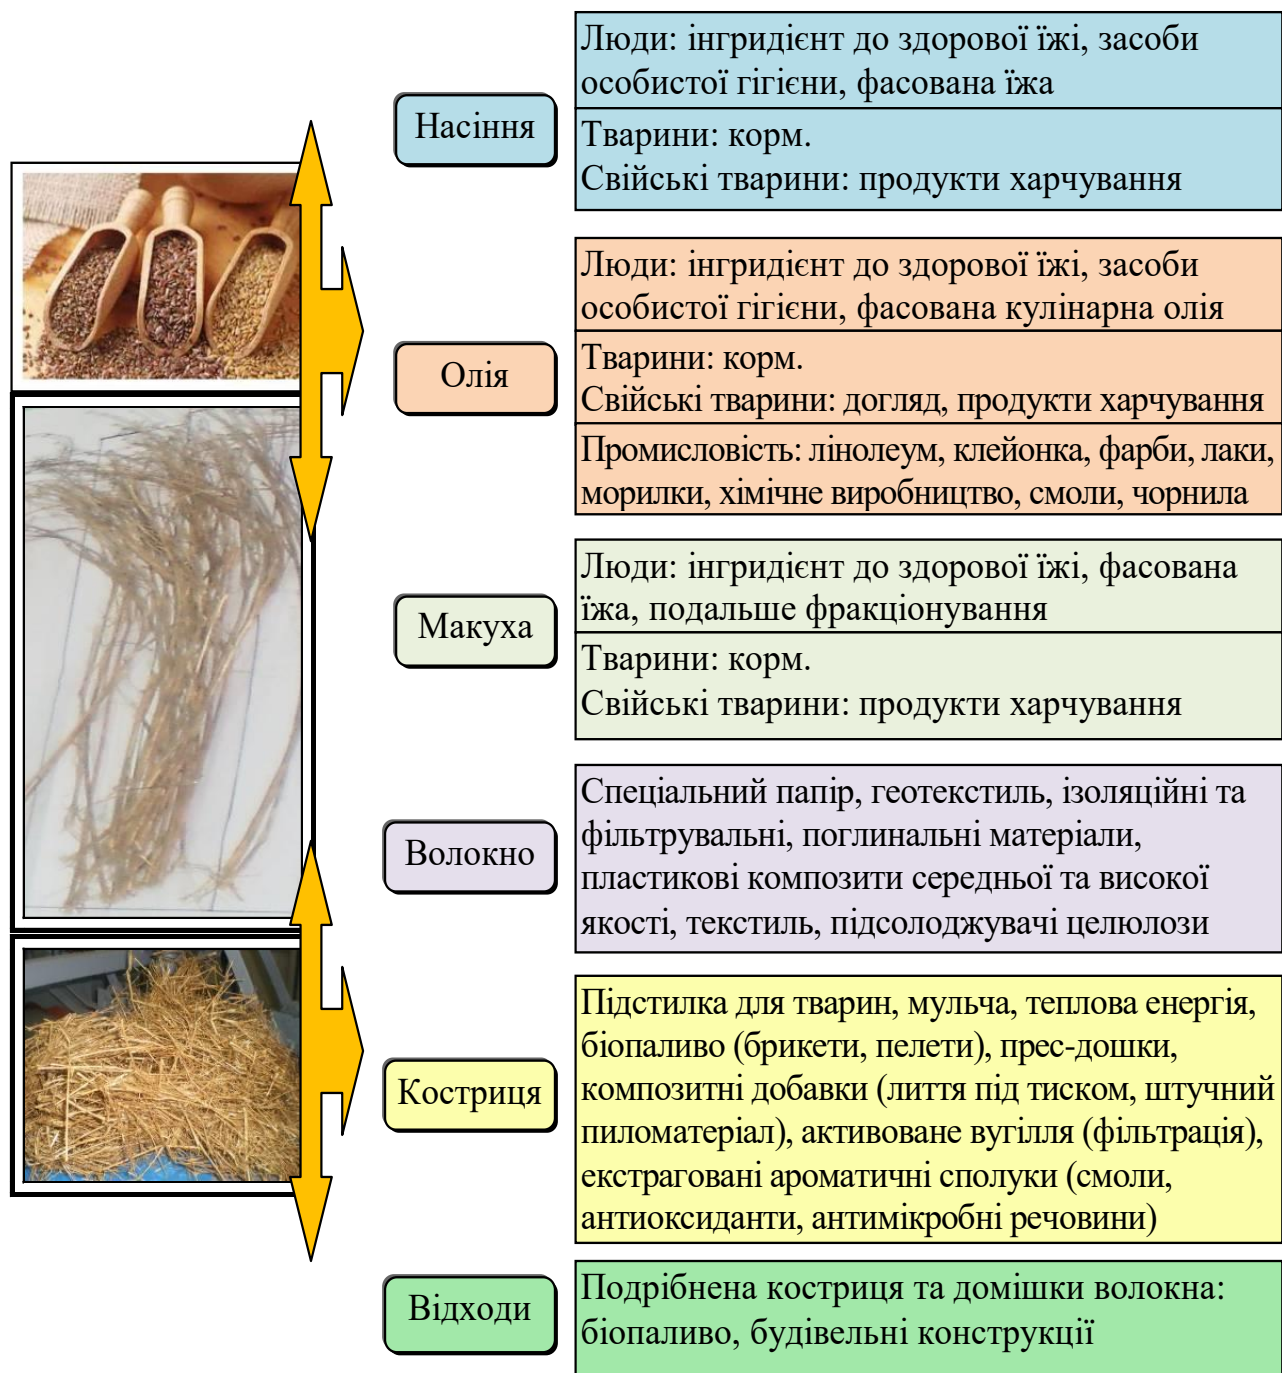 Насіння
Люди: інгридієнт до здорової їжі, засоби
особистої гігієни, фасована їжа
Тварини: корм.
Свійські тварини: продукти харчування
Олія
Люди: інгридієнт до здорової їжі, засоби
особистої гігієни, фасована кулінарна олія
Тварини: корм.
Свійські тварини: догляд, продукти харчування
Промисловість: лінолеум, клейонка, фарби, лаки,
морилки, хімічне виробництво, смоли, чорнила
Макуха
Люди: інгридієнт до здорової їжі, фасована
їжа, подальше фракціонування
Тварини: корм.
Свійські тварини: продукти харчування
Волокно
Спеціальний папір, геотекстиль, ізоляційні та
фільтрувальні, поглинальні матеріали,
пластикові композити середньої та високої
якості, текстиль, підсолоджувачі целюлози
Костриця
Підстилка для тварин, мульча, теплова енергія,
біопаливо (брикети, пелети), прес-дошки,
композитні добавки (лиття під тиском, штучний
пиломатеріал), активоване вугілля (фільтрація),
екстраговані ароматичні сполуки (смоли,
антиоксиданти, антимікробні речовини)
Відходи
Подрібнена костриця та домішки волокна:
біопаливо, будівельні конструкції